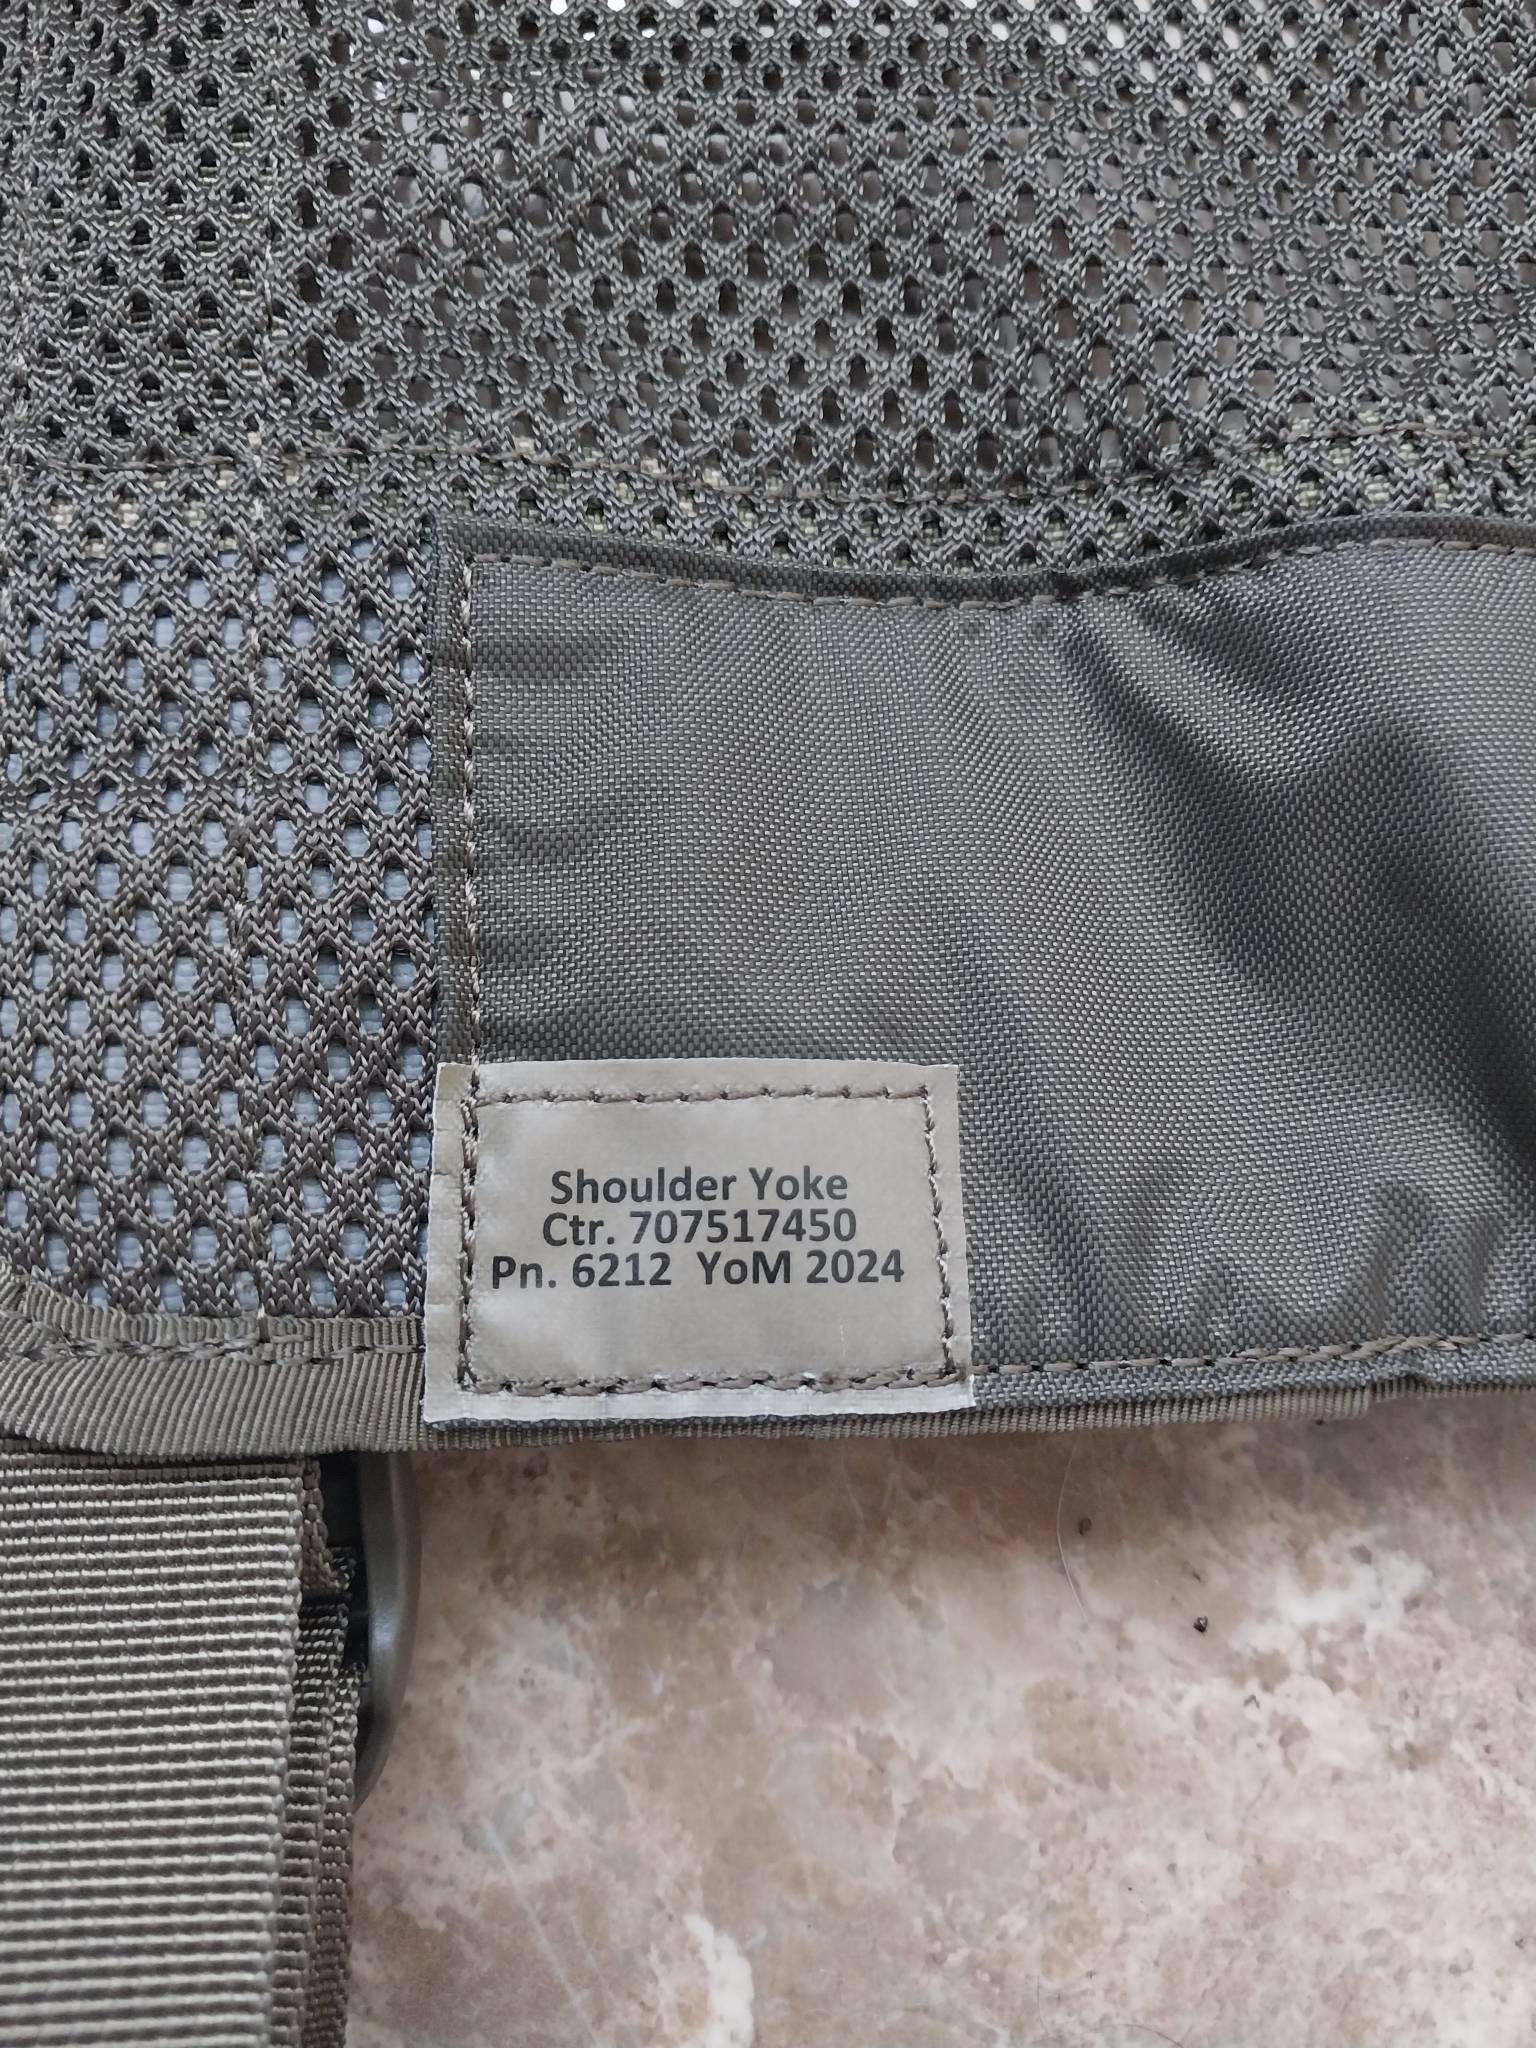 Shoulder Yoke
Ctr. 707517450
Pn. 6212 YoM 2024